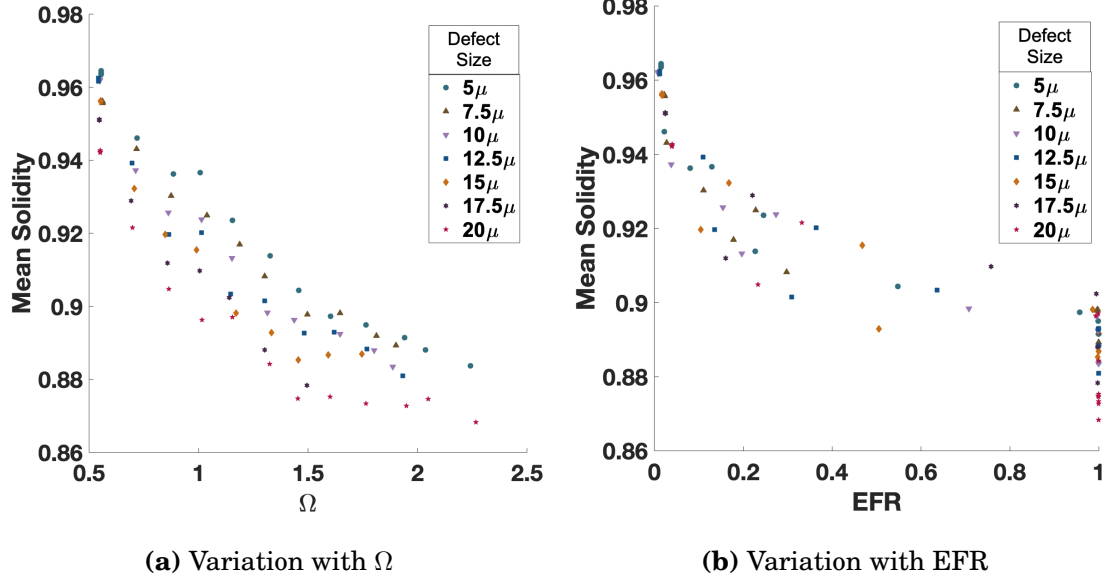 0.98
0.96
0.94
0.92
0.9
0.88
0.86
Mean Solidity
0.5
1
1.5
2
2.5
Ω
Defect
Size
5μ
7.5μ
10μ
12.5μ
15μ
17.5μ
20μ
(a) Variation with Ω
0.98
0.96
0.94
0.92
0.9
0.88
0.86
Mean Solidity
0
0.2
0.4
0.6
0.8
1
EFR
Defect
Size
5μ
7.5μ
10μ
12.5μ
15μ
17.5μ
20μ
(b) Variation with EFR